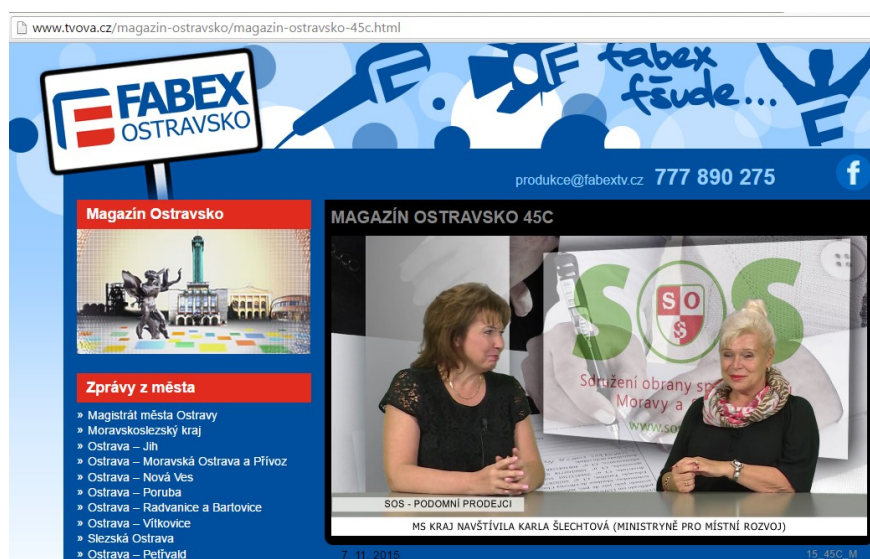 www.tvova.cz/magazin-ostravsko/magazin-ostravsko-45c.html
FABEX
OSTRAVSKO
fabex
fšude...
produkce@fabextv.cz 777 890 275
f
Magazín Ostravsko
MAGAZÍN OSTRAVSKO 45C
SOS
S O
S
Sdružení obrany
Moravy a
www.sos
Zprávy z města
» Magistrát města Ostravy
» Moravskoslezský kraj
» Ostrava – Jih
» Ostrava – Moravská Ostrava a Přívoz
» Ostrava – Nová Ves
» Ostrava – Poruba
» Ostrava – Radvanice a Bartovice
» Ostrava – Vítkovice
» Slezská Ostrava
» Ostrava – Petřvald
SOS - PODOMNÍ PRODEJCI
MS KRAJ NAVŠTÍVILA KARLA ŠLECHTOVÁ (MINISTRYNĚ PRO MÍSTNÍ ROZVOJ)
7. 11. 2015
15_45C_M